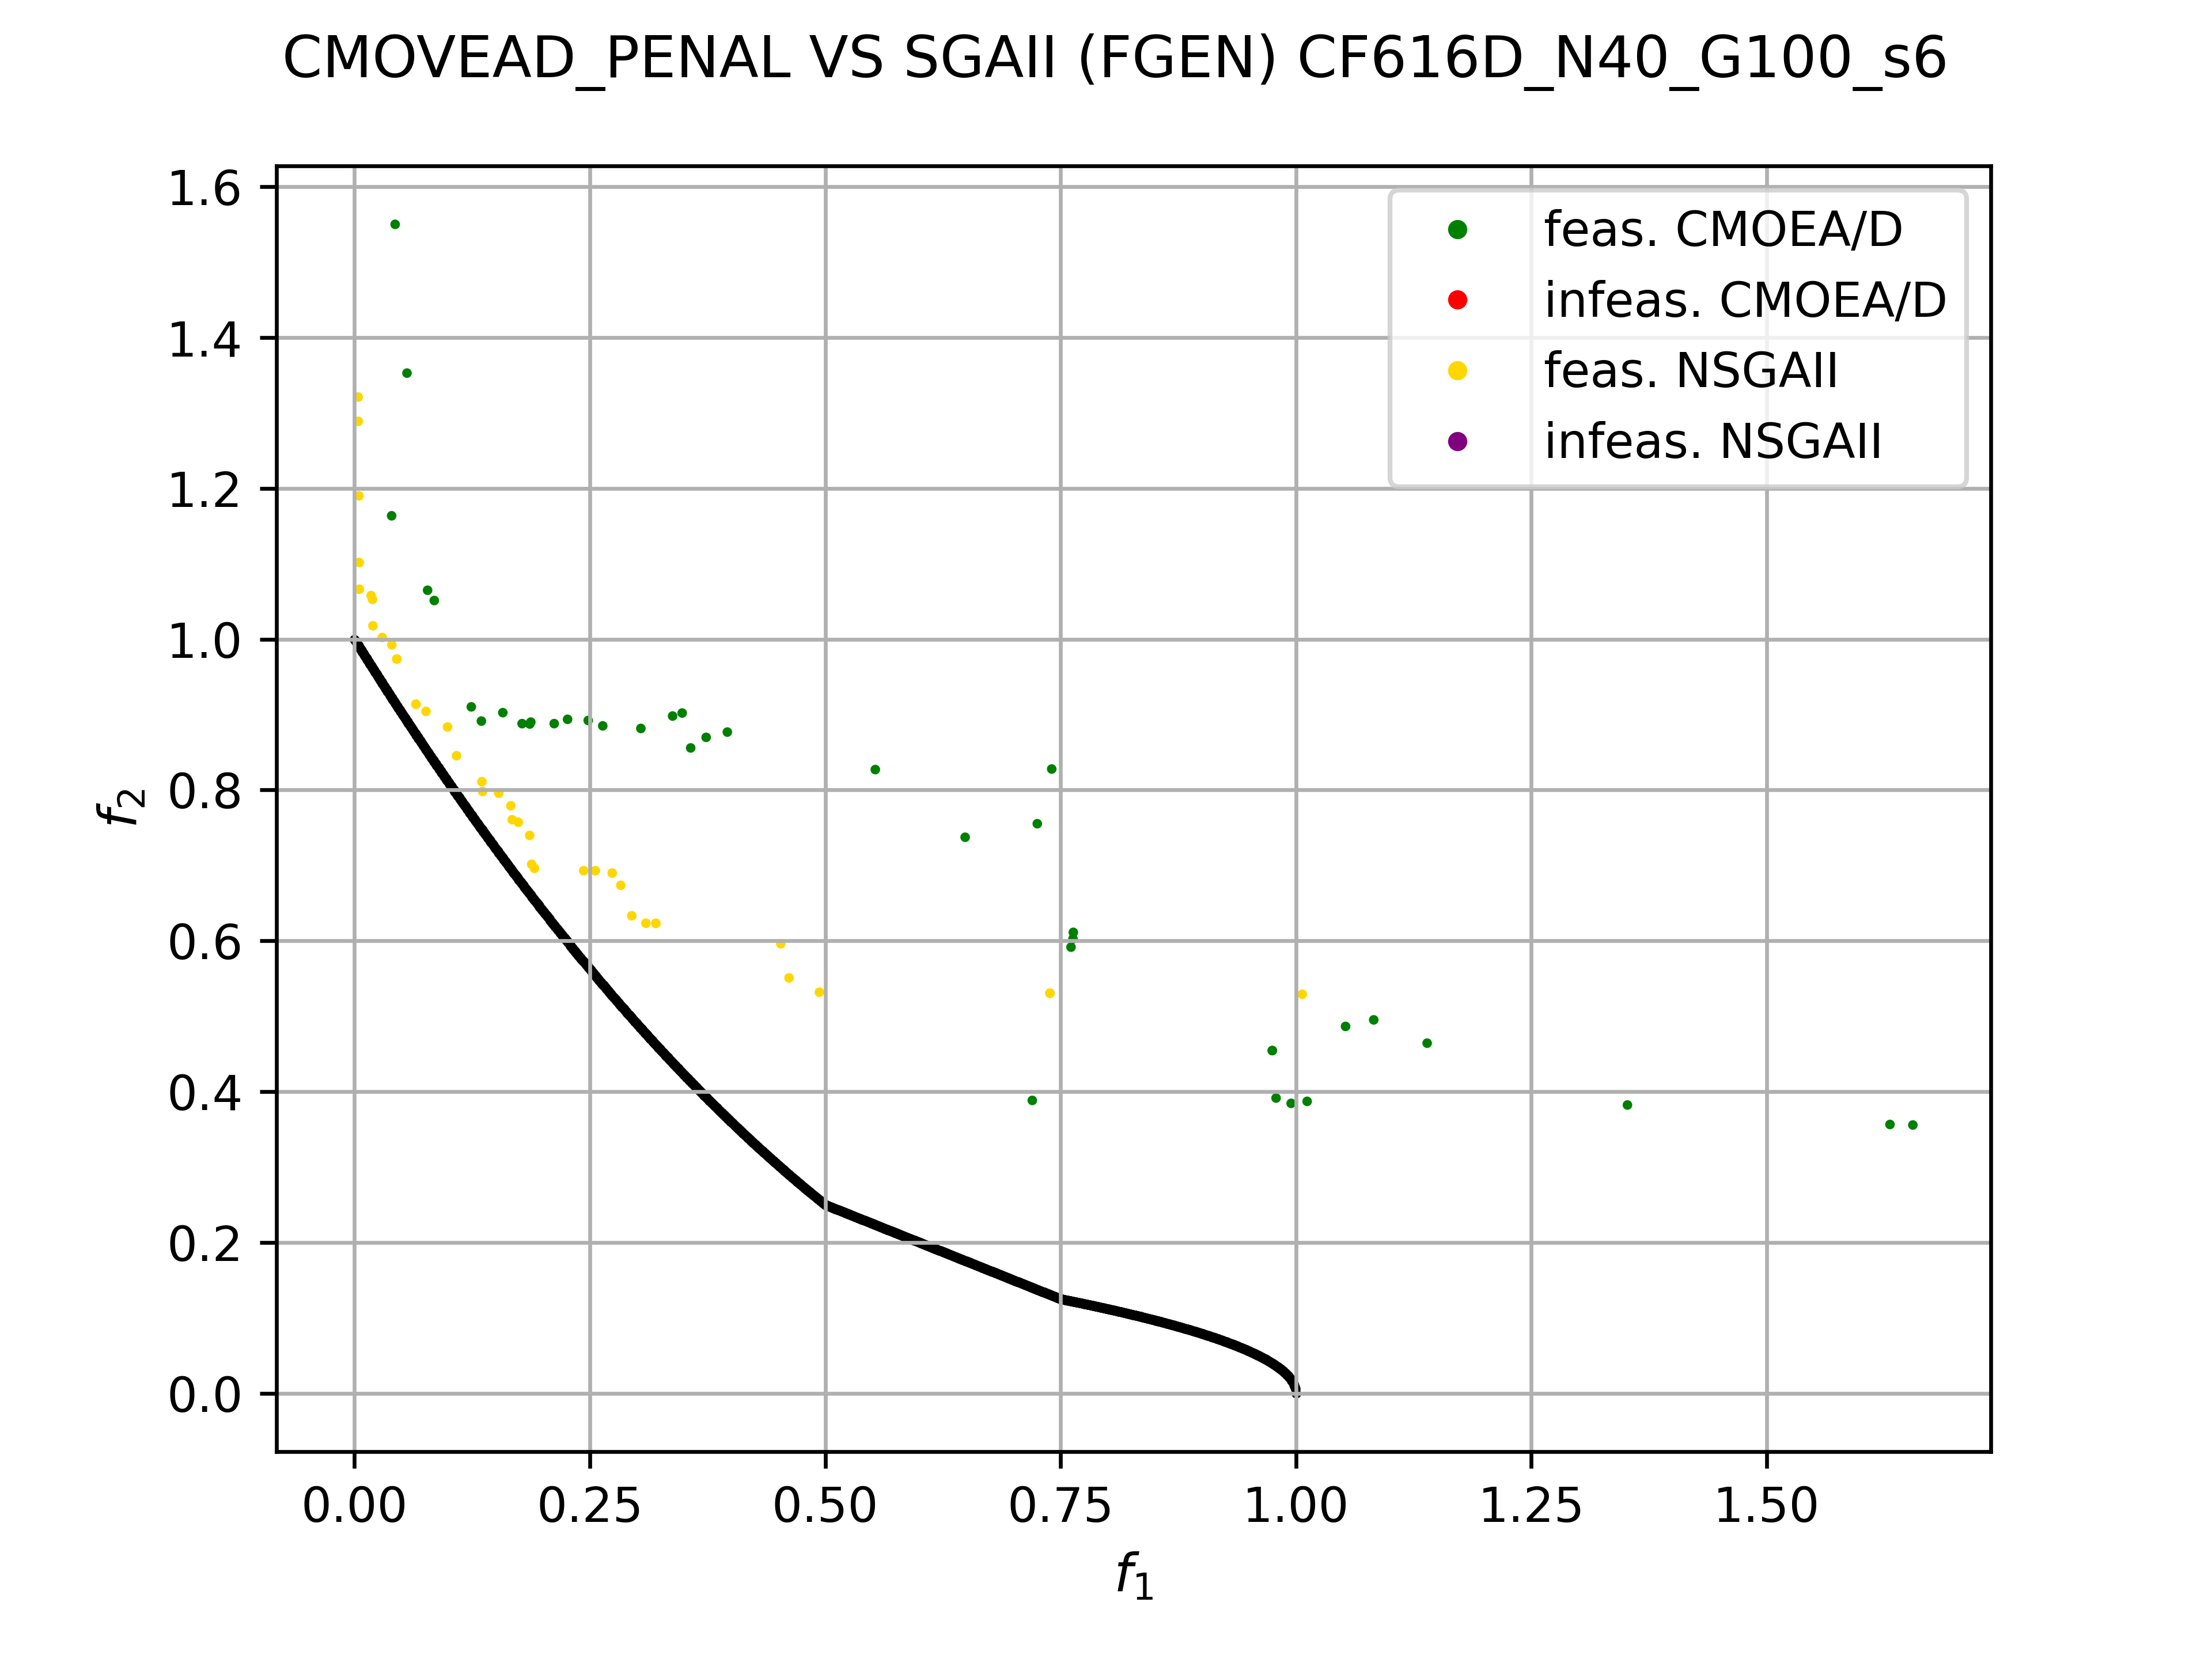 CMOVEAD_PENAL VS SGAII (FGEN) CF616D_N40_G100_s6
feas. CMOEA/D
infeas. CMOEA/D
feas. NSGAII
infeas. NSGAII
1.6
1.4
1.2
1.0
0.8
0.6
0.4
0.2
0.0
f2
0.00 0.25 0.50 0.75 1.00 1.25 1.50
f1